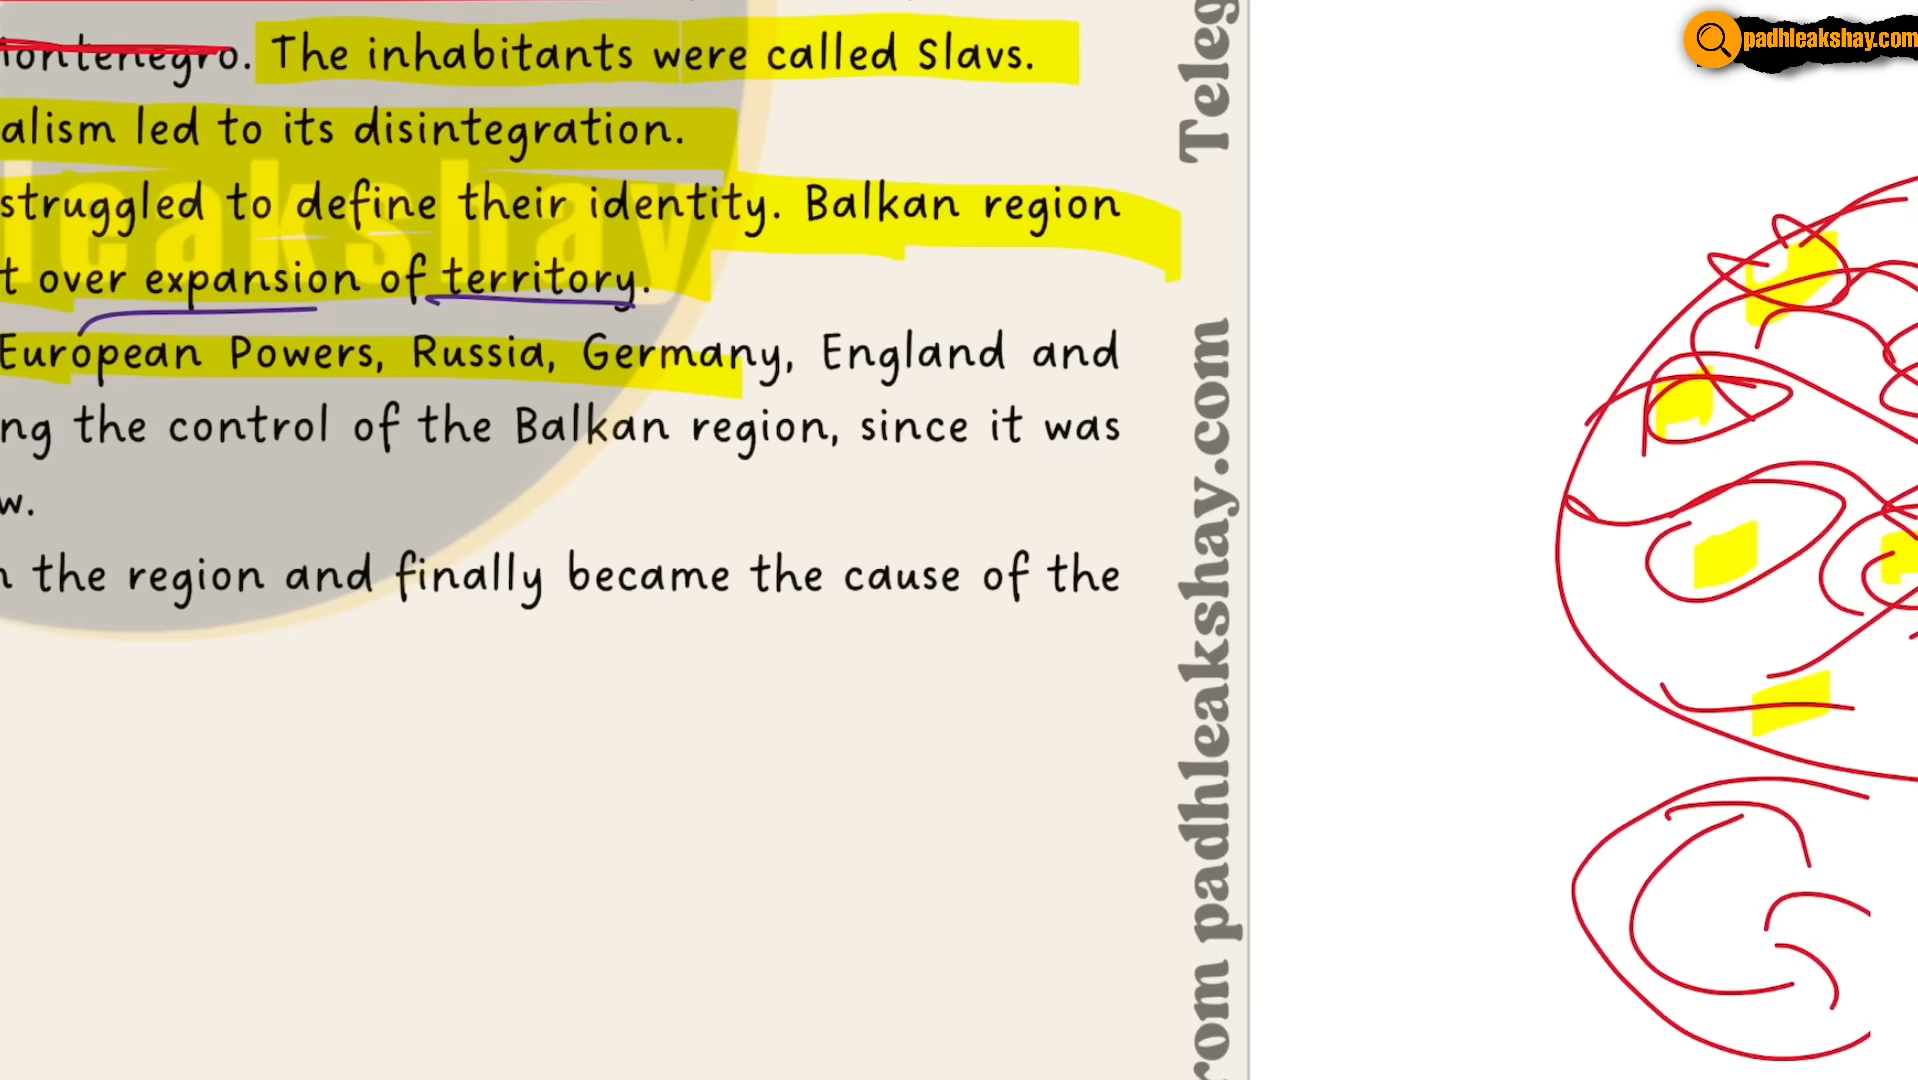 ontenegro. The inhabitants were called Slavs.
alism led to its disintegration.
struggled to define their identity. Balkan region
t over expansion of territory.
European Powers, Russia, Germany, England and
ng the control of the Balkan region, since it was
w.
n the region and finally became the cause of the
leakshay
Teleg
rom padhleakshay.com
padhleakshay.com